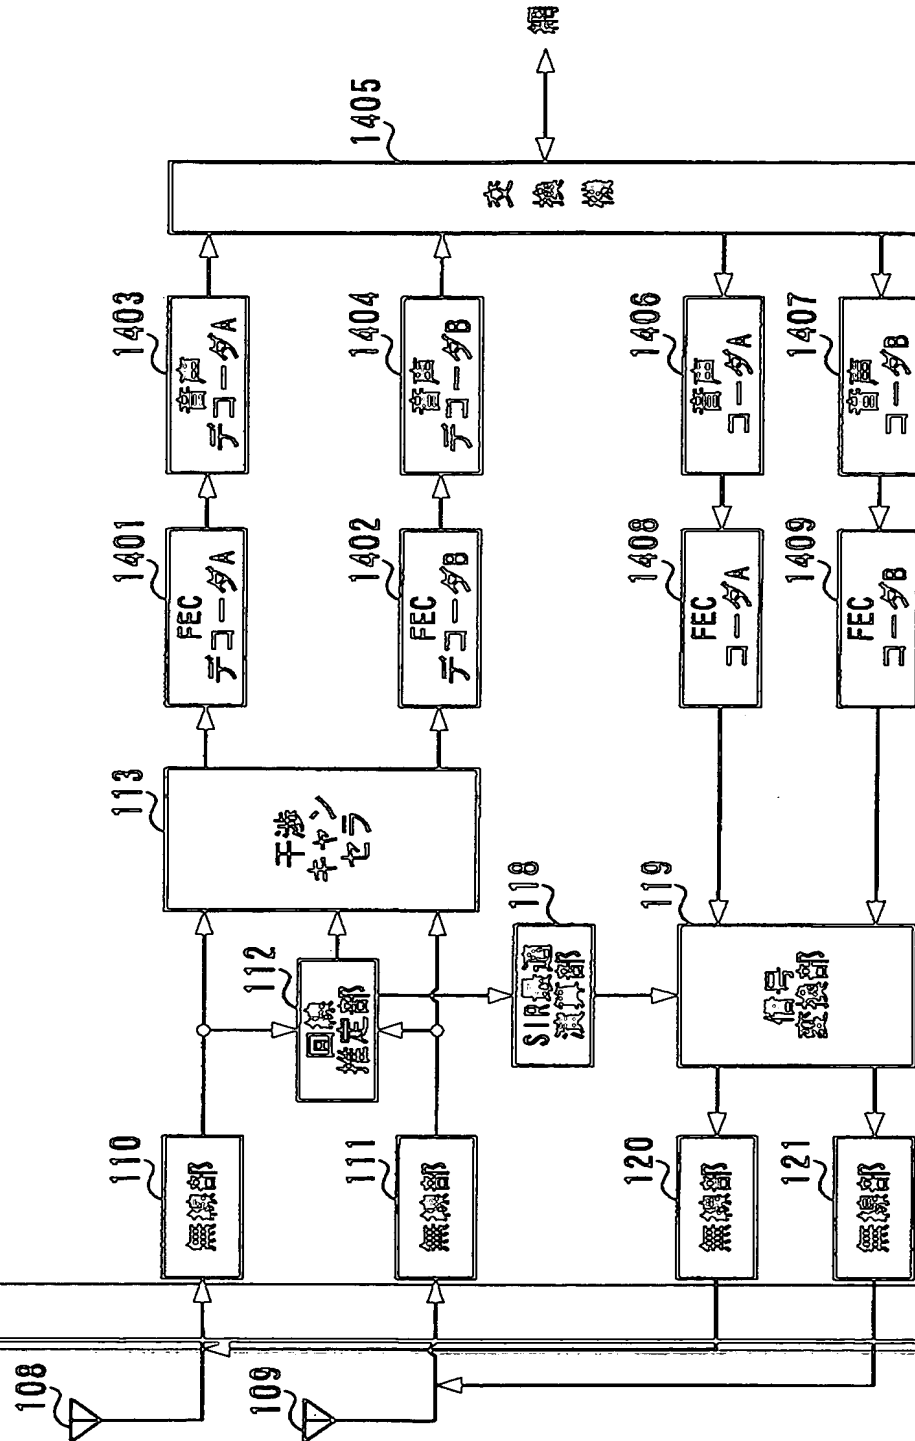 108
109
110
無線部
111
無線部
112
回線
推定部
113
干渉
キャン
セラ
1401
FEC
デコーダA
1402
FEC
デコーダB
1403
音声
デコーダA
1404
音声
デコーダB
1405
交換機
網
118
119
信号
変換部
120
無線部
121
無線部
1406
音声
コーダA
1407
音声
コーダB
1408
FEC
コーダA
1409
FEC
コーダB